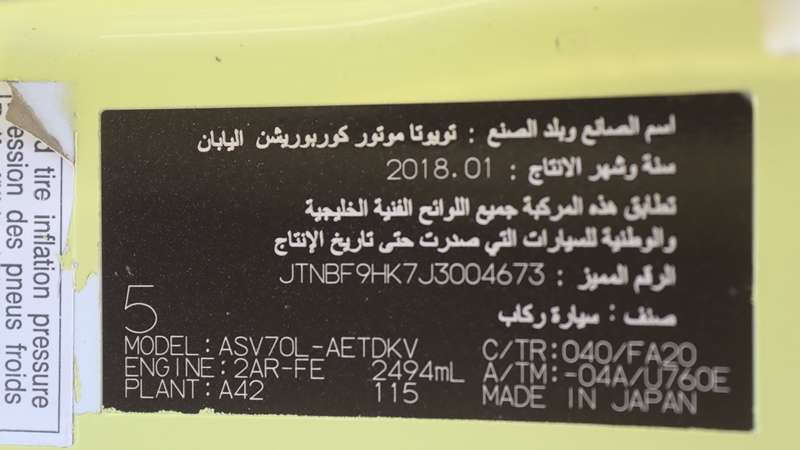 اسم الصانع وبلد الصنع : تويوتا موتور كوربوريشن اليابان
سنة وشهر الانتاج : 2018.01
تطابق هذه المركبة جميع اللوائح الفنية الخليجية
والوطنية للسيارات التي صدرت حتى تاريخ الإنتاج
الرقم المميز : JTNBF9HK7J3004673
صنف : سيارة ركاب
5
MODEL: ASV70L-AETDKV C/TR: 040/FA20
ENGINE: 2AR-FE 2494mL A/TM: -04A/U760E
PLANT: A42 115 MADE IN JAPAN
tire inflation pressure
ession des pneus froids